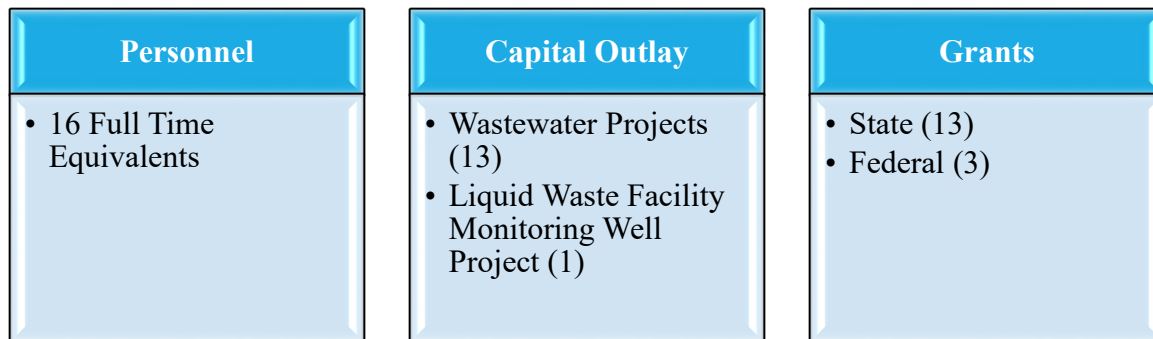 Personnel
• 16 Full Time
Equivalents
Capital Outlay
• Wastewater Projects
(13)
• Liquid Waste Facility
Monitoring Well
Project (1)
Grants
• State (13)
• Federal (3)